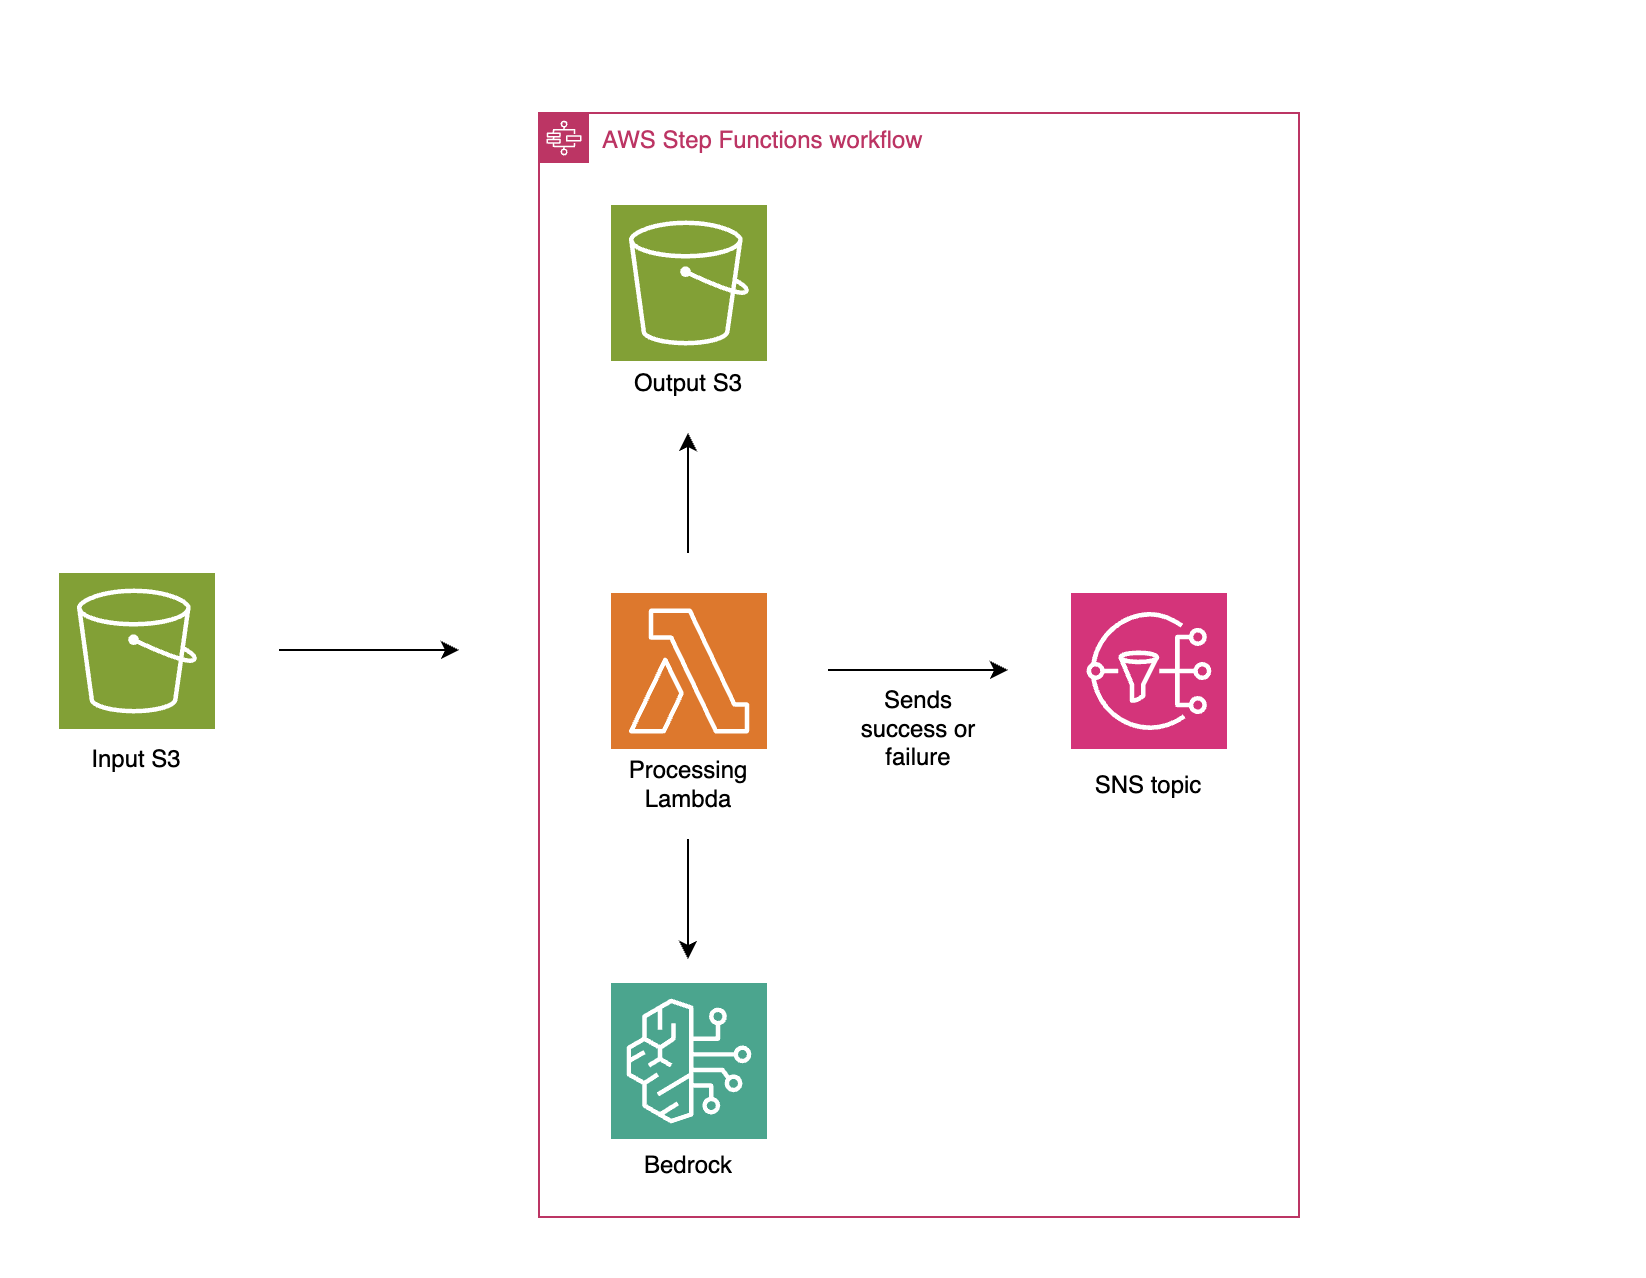 AWS Step Functions workflow
Output S3
Input S3
Processing
Lambda
Sends
success or
failure
SNS topic
Bedrock